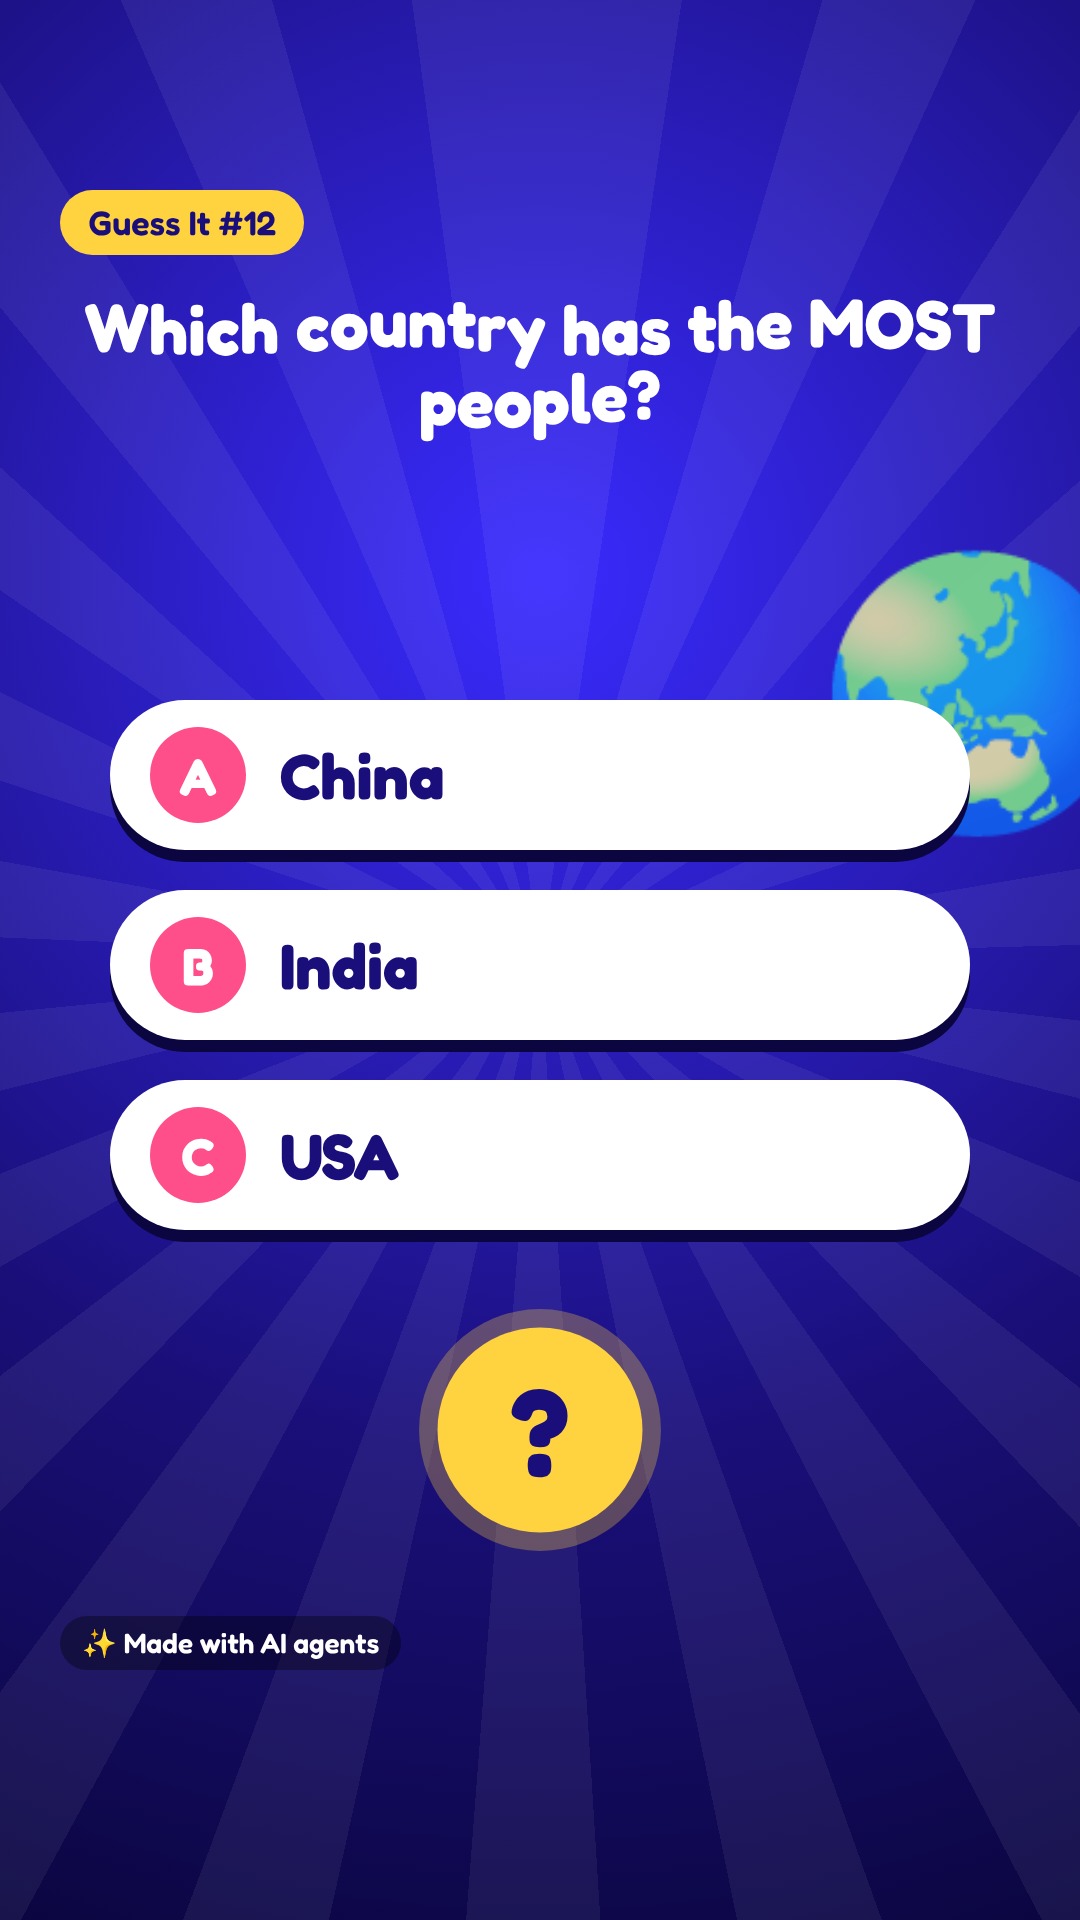 Guess It #12
Which country has the MOST
people?
A China
B India
C USA
?
✨ Made with AI agents